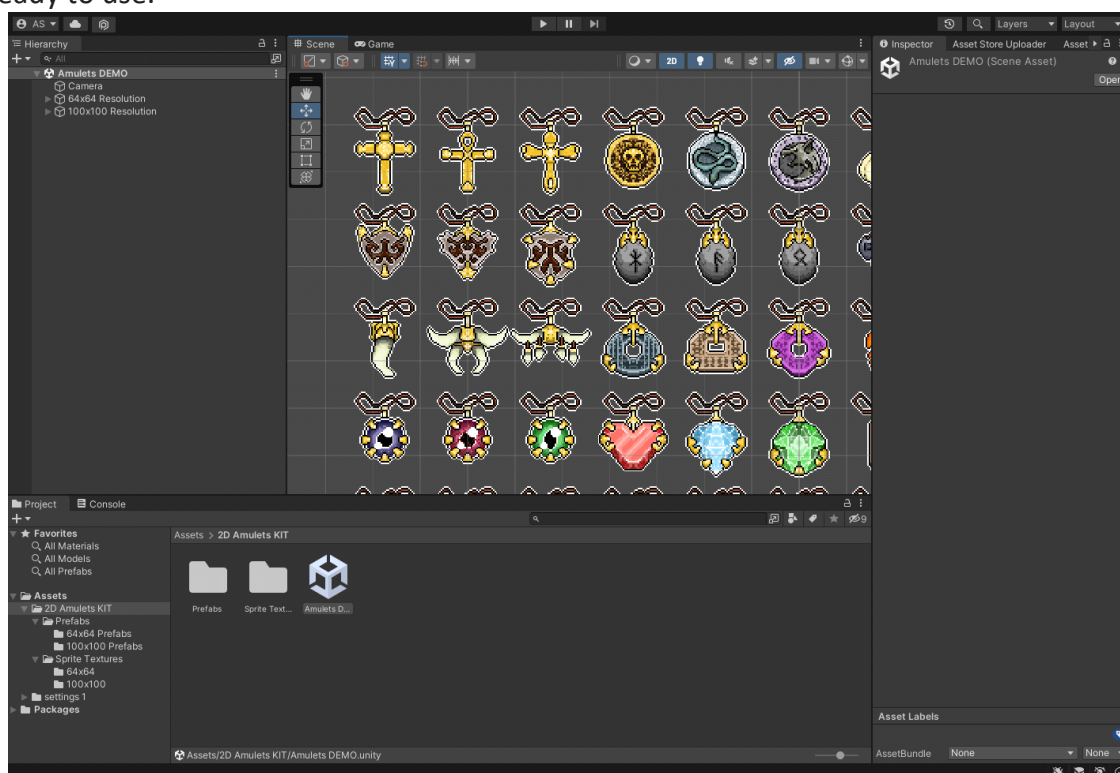 eady to use.
AS
Layers
Layout
Hierarchy
Scene
Game
Inspector
Asset Store Uploader
Asset
All
2D
Amulets DEMO (Scene Asset)
Open
Amulets DEMO
Camera
64x64 Resolution
100x100 Resolution
Project
Console
9
Favorites
All Materials
All Models
All Prefabs
Assets
2D Amulets KIT
Prefabs
64x64 Prefabs
100x100 Prefabs
Sprite Textures
64x64
100x100
settings 1
Packages
Assets > 2D Amulets KIT
Prefabs
Sprite Text...
Amulets D...
Assets/2D Amulets KIT/Amulets DEMO.unity
Asset Labels
AssetBundle
None
None